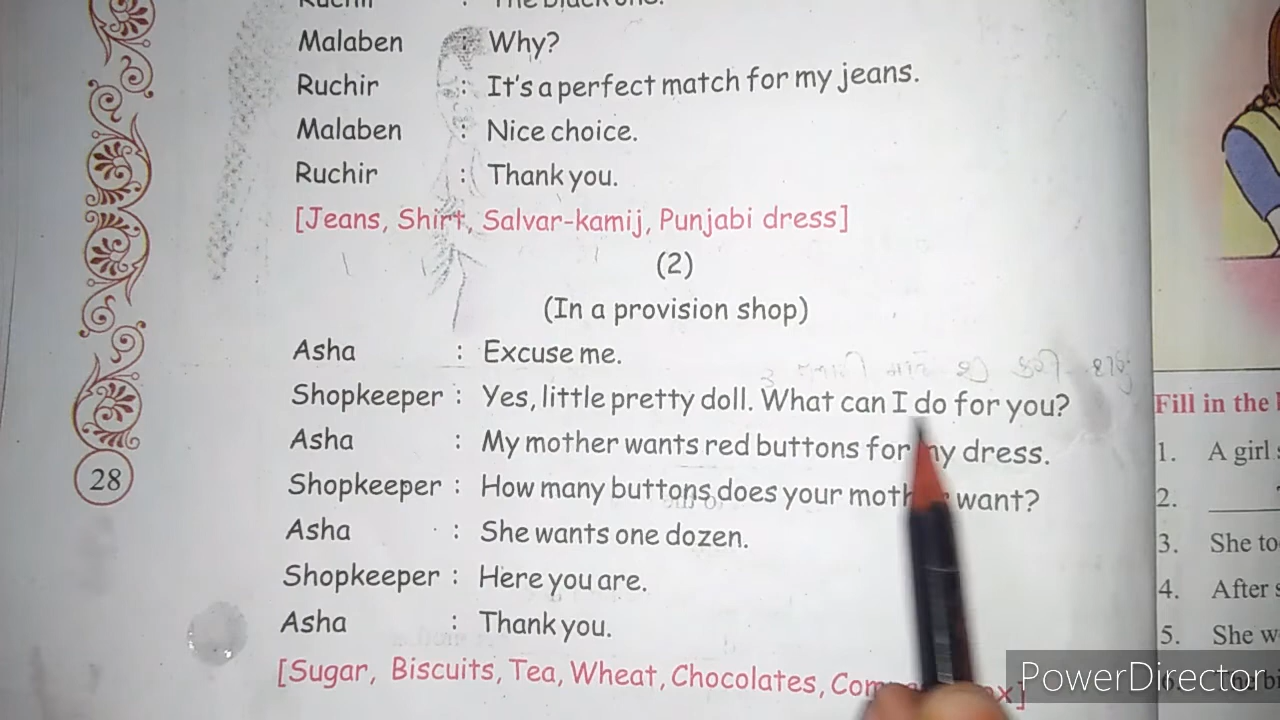 Malaben : Why?
Ruchir : It's a perfect match for my jeans.
Malaben : Nice choice.
Ruchir : Thank you.
[Jeans, Shirt, Salvar-kamij, Punjabi dress]
(2)
(In a provision shop)
Asha : Excuse me.
Shopkeeper : Yes, little pretty doll. What can I do for you?
Asha : My mother wants red buttons for my dress.
Shopkeeper : How many buttons does your mother want?
Asha : She wants one dozen.
Shopkeeper : Here you are.
Asha : Thank you.
[Sugar, Biscuits, Tea, Wheat, Chocolates,
28
Fill in the
1. A girl
2.
3. She to
4. After
5. She w
PowerDirector